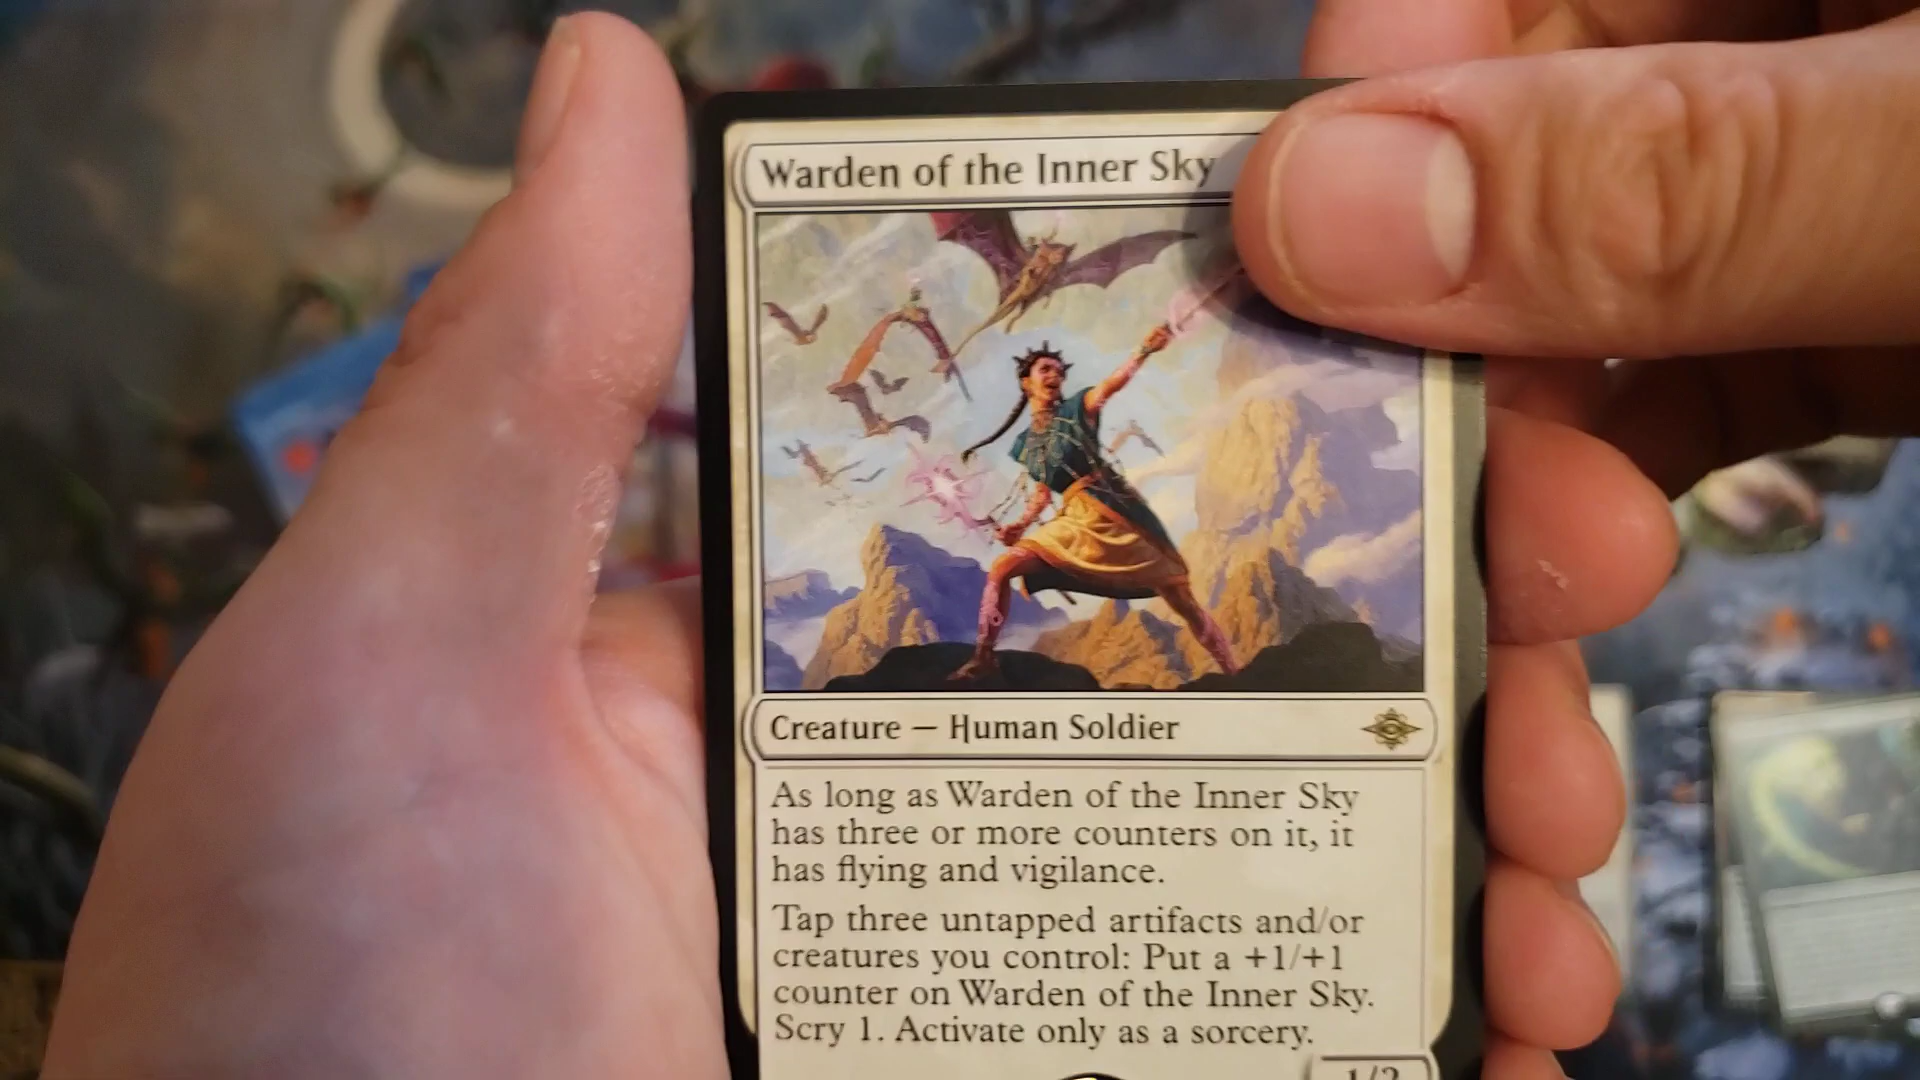 Warden of the Inner Sky
Creature — Human Soldier
As long as Warden of the Inner Sky
has three or more counters on it, it
has flying and vigilance.
Tap three untapped artifacts and/or
creatures you control: Put a +1/+1
counter on Warden of the Inner Sky.
Scry 1. Activate only as a sorcery.
1/2